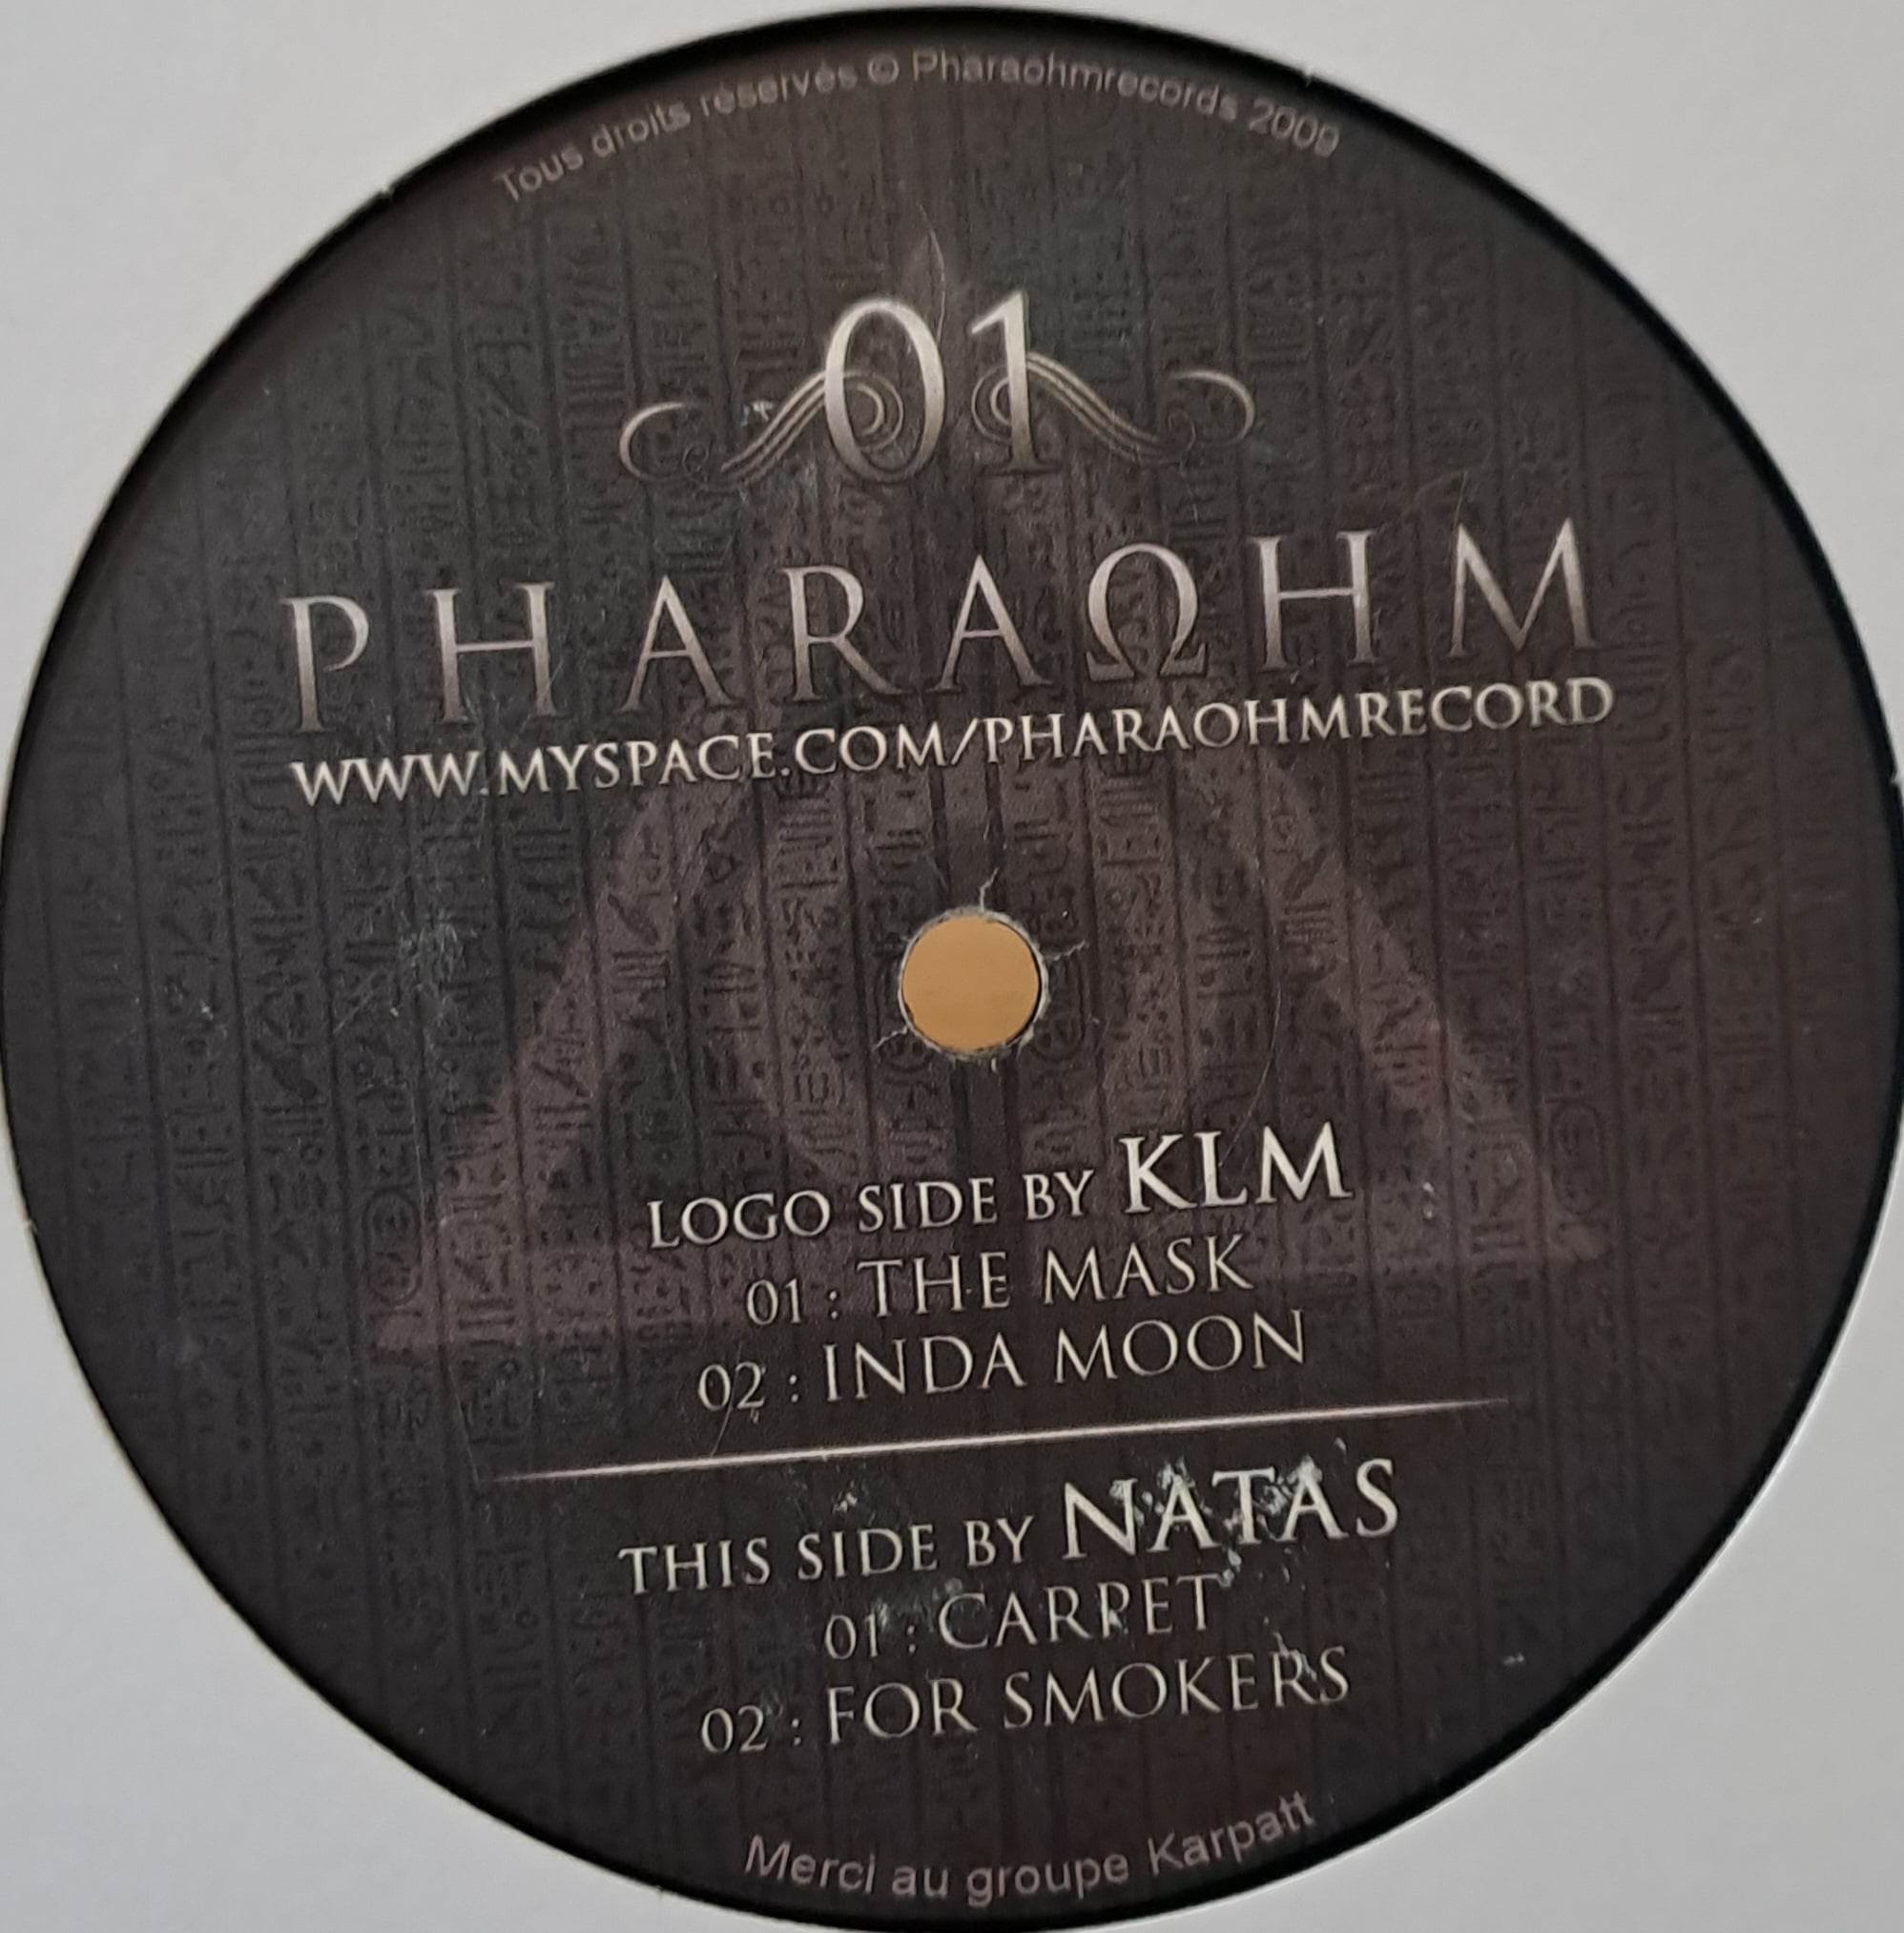 Tous droits réservés © Pharaohmrecords 2009
01
PHARAΩHM
WWW.MYSPACE.COM/PHARAOHMRECORD
LOGO SIDE BY KLM
01 : THE MASK
02 : INDA MOON
THIS SIDE BY NATAS
01 : CARPET
02 : FOR SMOKERS
Merci au groupe Karpatt